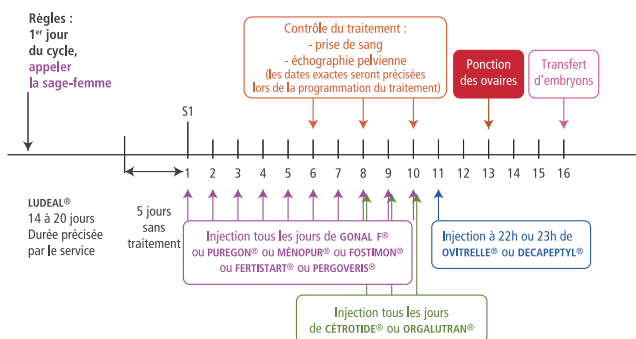 Règles :
1er jour
du cycle,
appeler
la sage-femme
Contrôle du traitement :
- prise de sang
- échographie pelvienne
(les dates exactes seront précisées
lors de la programmation du traitement)
Ponction
des ovaires
Transfert
d'embryons
S1
1 2 3 4 5 6 7 8 9 10 11 12 13 14 15 16
LUDEAL®
14 à 20 jours
Durée précisée
par le service
5 jours
sans
traitement
Injection tous les jours de GONAL F®
ou PUREGON® ou MÉNOPUR® ou FOSTIMON®
ou FERTISTART® ou PERGOVERIS®
Injection à 22h ou 23h de
OVITRELLE® ou DECAPEPTYL®
Injection tous les jours
de CÉTROTIDE® ou ORGALUTRAN®